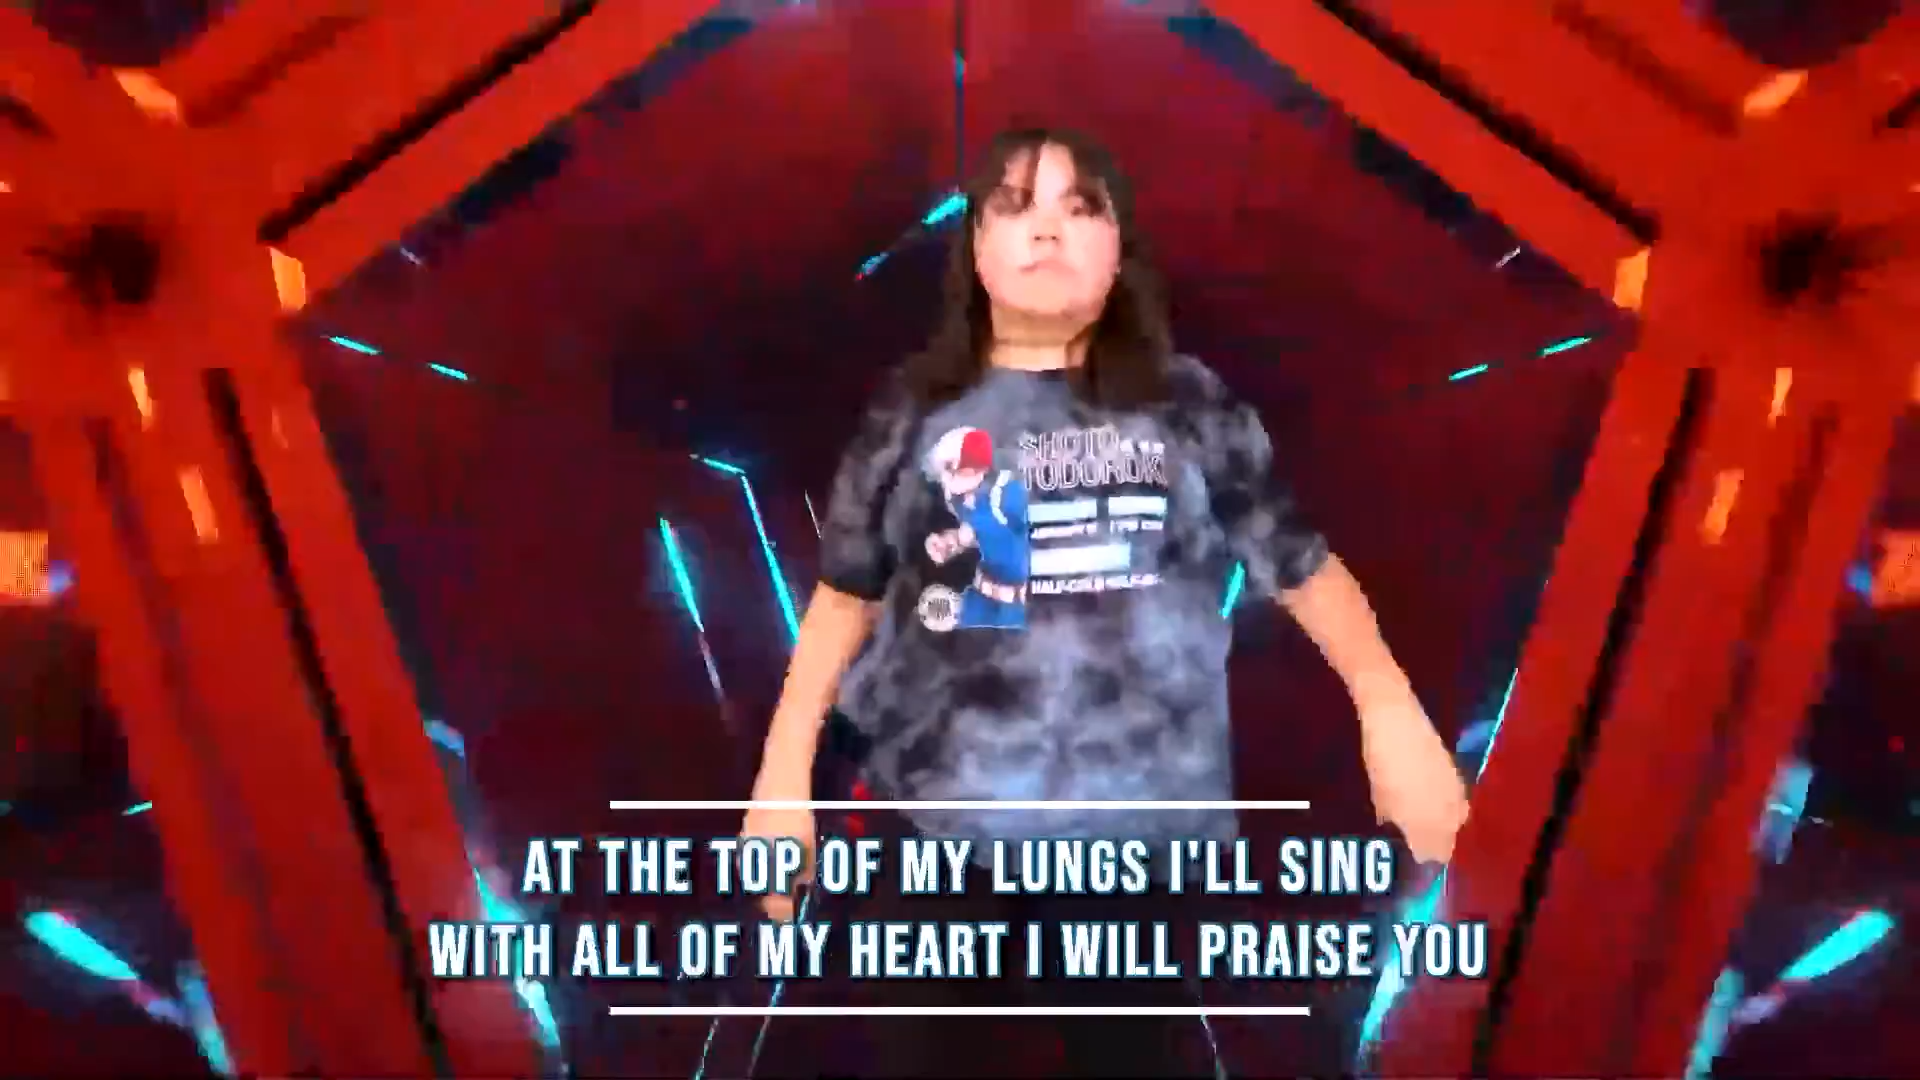 SHOTO
TODOROKI
AT THE TOP OF MY LUNGS I'LL SING
WITH ALL OF MY HEART I WILL PRAISE YOU